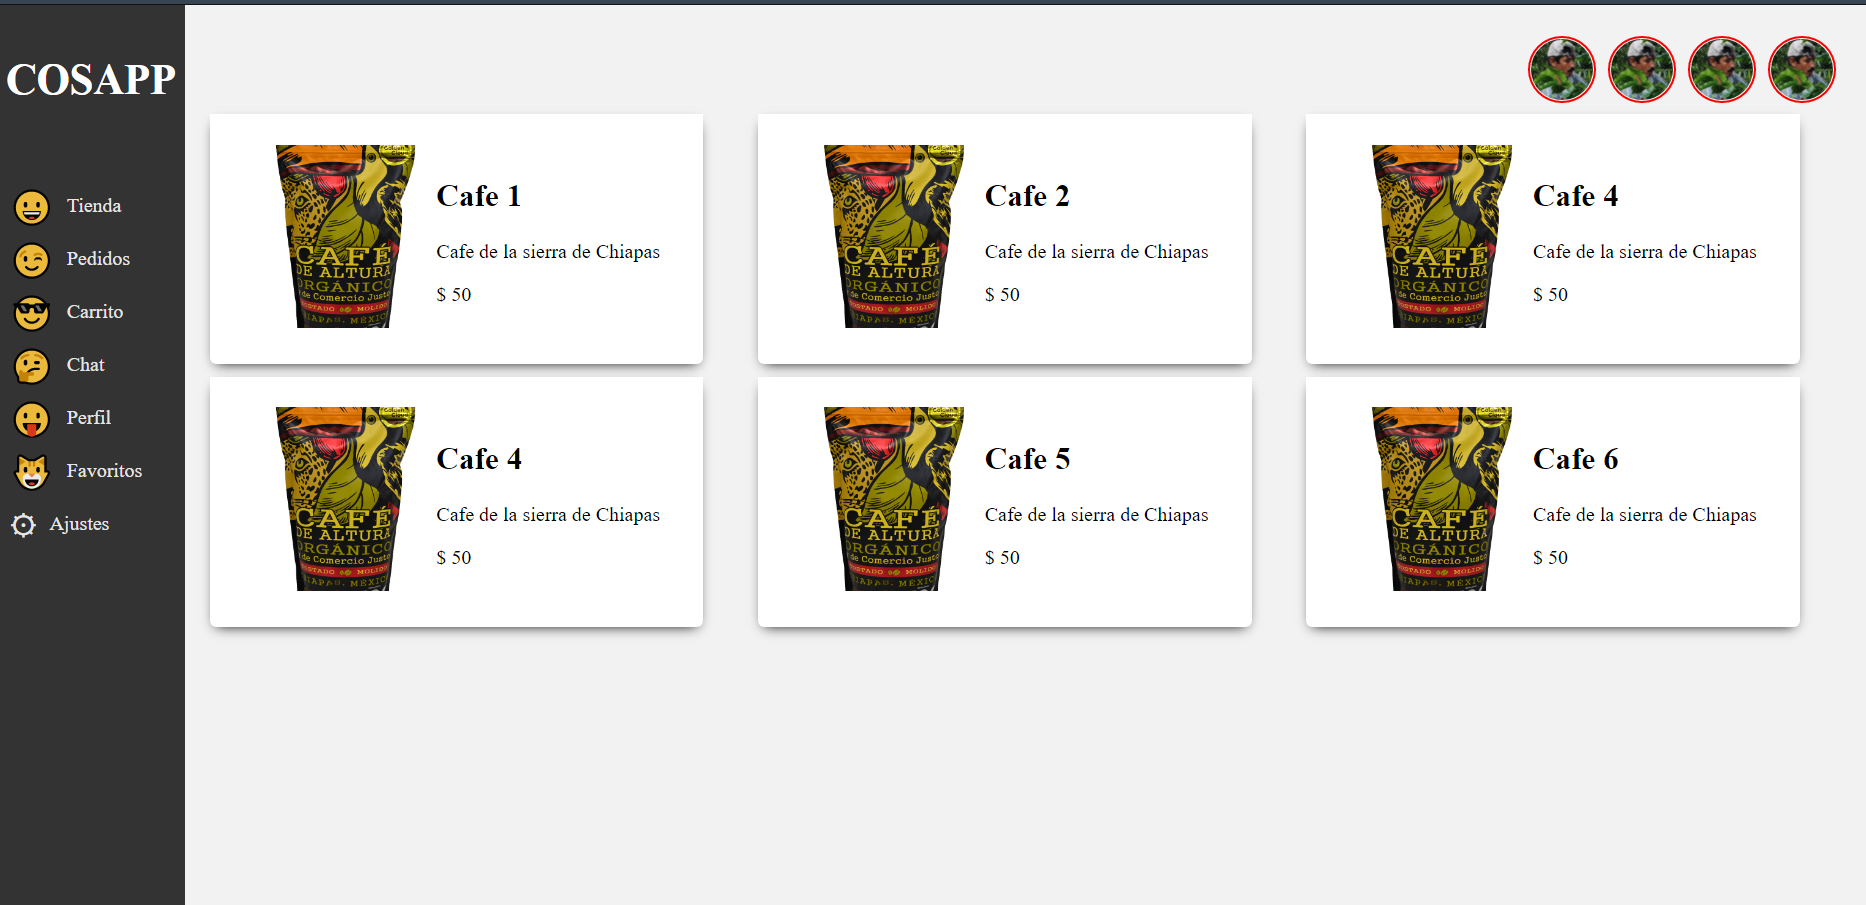 COSAPP
Tienda
Pedidos
Carrito
Chat
Perfil
Favoritos
Ajustes
CAFÉ
DE ALTURA
ORGÁNICO
de Comercio Justo
TOSTADO MOLIDO
CHIAPAS, MÉXICO
Cafe 1
Cafe de la sierra de Chiapas
$ 50
CAFÉ
DE ALTURA
ORGÁNICO
de Comercio Justo
TOSTADO MOLIDO
CHIAPAS, MÉXICO
Cafe 2
Cafe de la sierra de Chiapas
$ 50
CAFÉ
DE ALTURA
ORGÁNICO
de Comercio Justo
TOSTADO MOLIDO
CHIAPAS, MÉXICO
Cafe 4
Cafe de la sierra de Chiapas
$ 50
CAFÉ
DE ALTURA
ORGÁNICO
de Comercio Justo
TOSTADO MOLIDO
CHIAPAS, MÉXICO
Cafe 4
Cafe de la sierra de Chiapas
$ 50
CAFÉ
DE ALTURA
ORGÁNICO
de Comercio Justo
TOSTADO MOLIDO
CHIAPAS, MÉXICO
Cafe 5
Cafe de la sierra de Chiapas
$ 50
CAFÉ
DE ALTURA
ORGÁNICO
de Comercio Justo
TOSTADO MOLIDO
CHIAPAS, MÉXICO
Cafe 6
Cafe de la sierra de Chiapas
$ 50